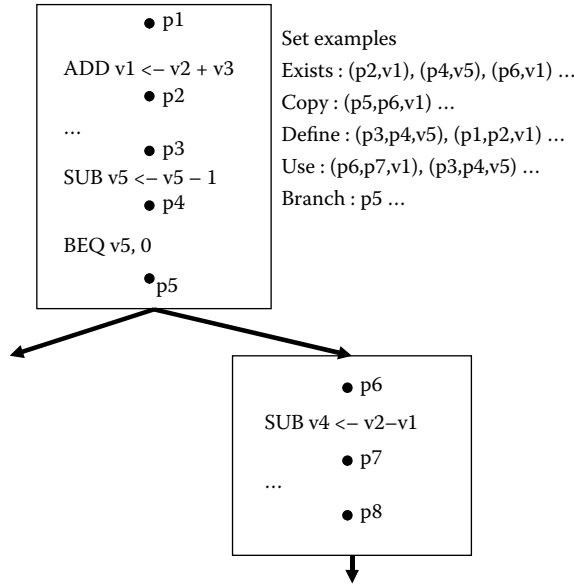 p1
ADD v1 <– v2 + v3
p2
...
p3
SUB v5 <– v5 – 1
p4
BEQ v5, 0
p5
Set examples
Exists : (p2,v1), (p4,v5), (p6,v1) ...
Copy : (p5,p6,v1) ...
Define : (p3,p4,v5), (p1,p2,v1) ...
Use : (p6,p7,v1), (p3,p4,v5) ...
Branch : p5 ...
p6
SUB v4 <– v2–v1
p7
...
p8